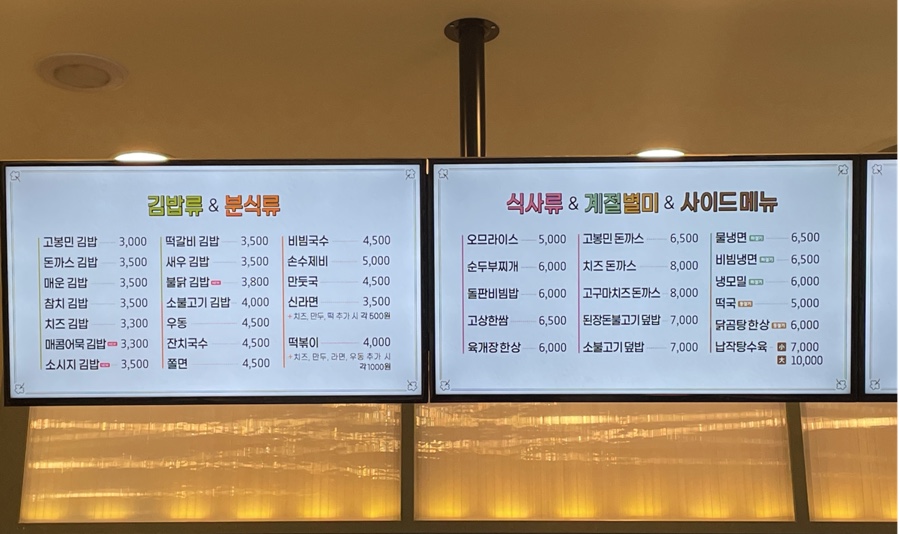 김밥류 & 분식류
고봉민 김밥 3,000
돈까스 김밥 3,500
매운 김밥 3,500
참치 김밥 3,500
치즈 김밥 3,300
매콤어묵 김밥 3,300
소시지 김밥 3,500
떡갈비 김밥 3,500
새우 김밥 3,500
불닭 김밥 3,800
소불고기 김밥 4,000
우동 4,500
잔치국수 4,500
쫄면 4,500
비빔국수 4,500
손수제비 5,000
만둣국 4,500
신라면 3,500
+ 치즈, 만두, 떡 추가 시 각 500원
떡볶이 4,000
+ 치즈, 만두, 라면, 우동 추가 시
각 1000원
식사류 & 계절별미 & 사이드메뉴
오므라이스 5,000
순두부찌개 6,000
돌판비빔밥 6,000
고상한쌈 6,500
육개장한상 6,000
고봉민 돈까스 6,500
치즈 돈까스 8,000
고구마치즈 돈까스 8,000
된장돈불고기 덮밥 7,000
소불고기 덮밥 7,000
물냉면 6,500
비빔냉면 6,500
냉모밀 6,000
떡국 5,000
닭곰탕한상 6,000
납작탕수육 小 7,000
大 10,000